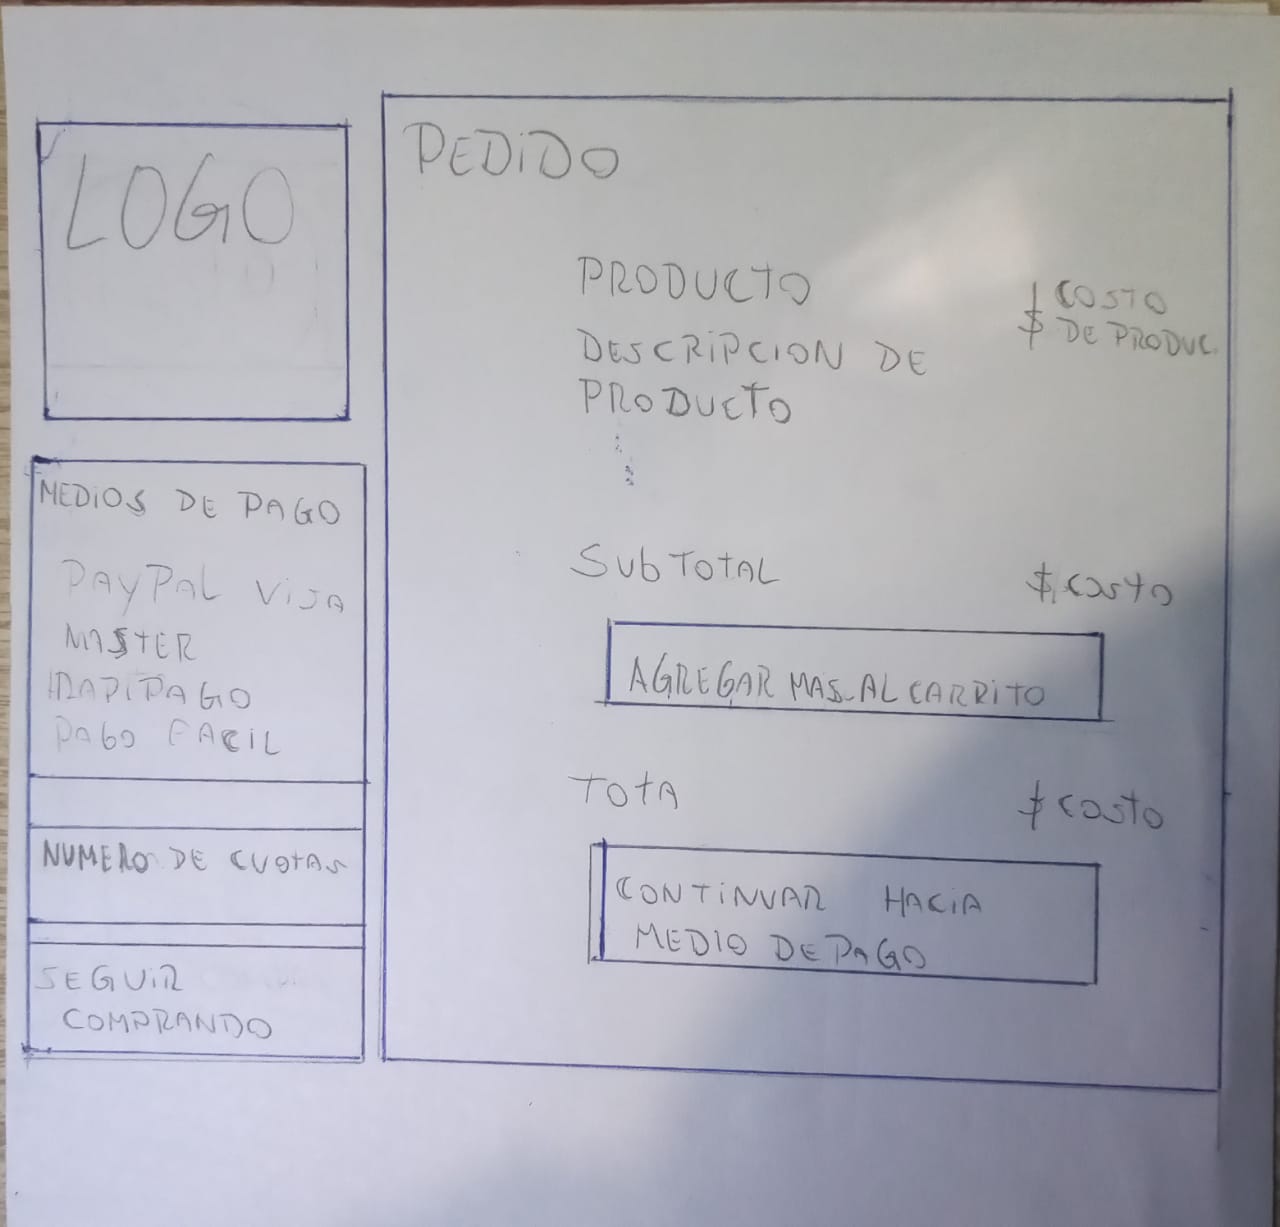 LOGO
MEDIOS DE PAGO
PAYPAL VISA
MASTER
RAPIPAGO
PAGO FACIL
NUMERO DE CUOTAS
SEGUIR
COMPRANDO
PEDIDO
PRODUCTO
$ COSTO
DE PRODUC.
DESCRIPCION DE
PRODUCTO
SUBTOTAL $ COSTO
AGREGAR MAS AL CARRITO
TOTA $ COSTO
CONTINUAR HACIA
MEDIO DE PAGO